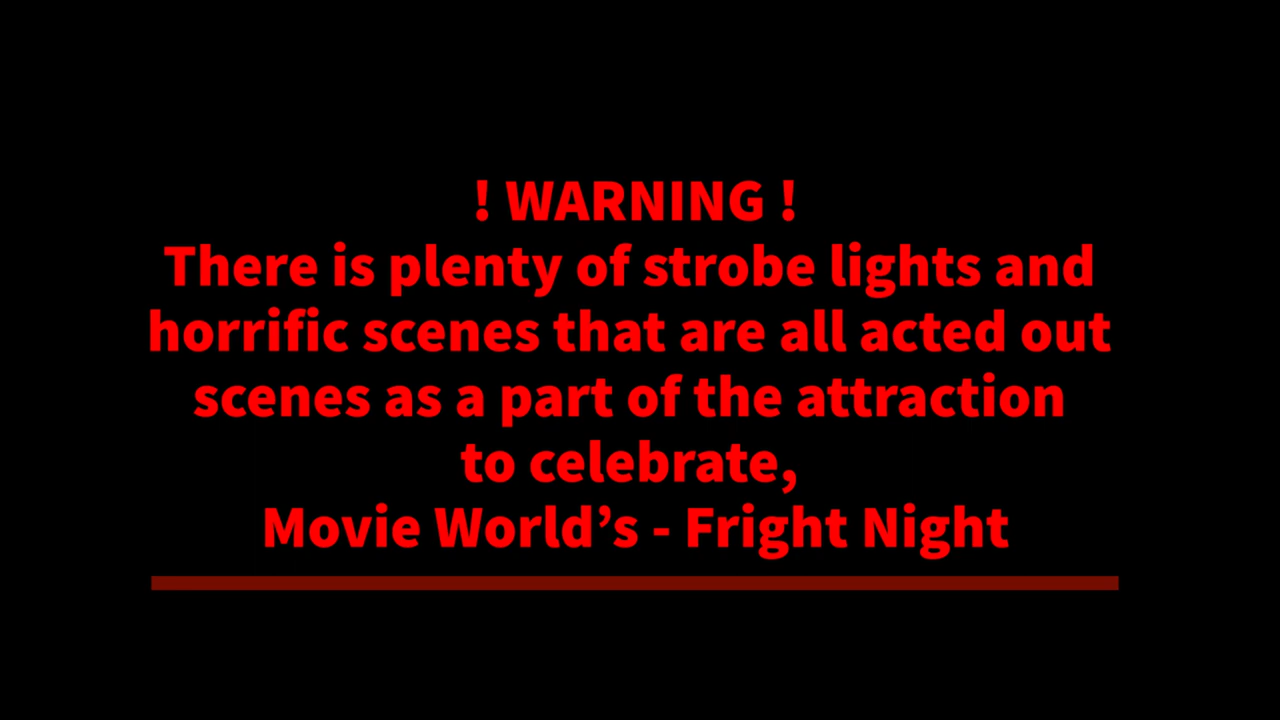 ! WARNING !
There is plenty of strobe lights and
horrific scenes that are all acted out
scenes as a part of the attraction
to celebrate,
Movie World’s - Fright Night